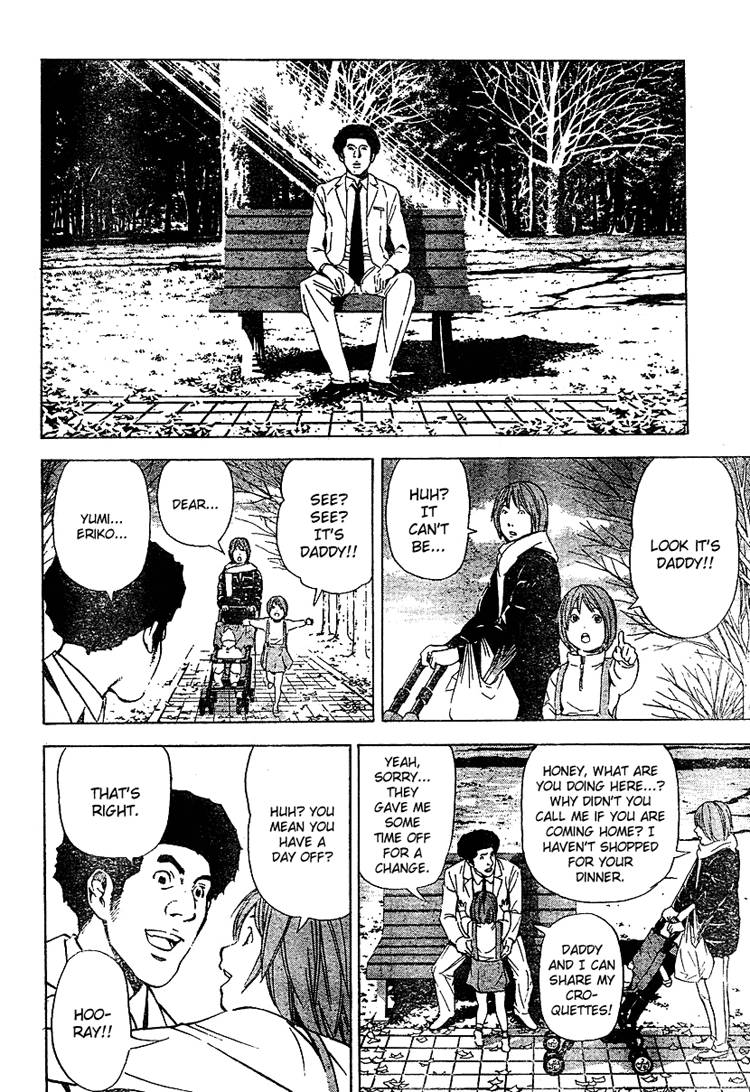 LOOK IT'S
DADDY!!
HUH?
IT
CAN'T
BE...
SEE?
SEE?
IT'S
DADDY!!
DEAR...
YUMI...
ERIKO...
HONEY, WHAT ARE
YOU DOING HERE...?
WHY DIDN'T YOU
CALL ME IF YOU ARE
COMING HOME? I
HAVEN'T SHOPPED
FOR YOUR
DINNER.
YEAH,
SORRY...
THEY
GAVE ME
SOME
TIME OFF
FOR A
CHANGE.
DADDY
AND I CAN
SHARE MY
CRO-
QUETTES!
HUH? YOU
MEAN YOU
HAVE A
DAY OFF?
THAT'S
RIGHT.
HOO-
RAY!!